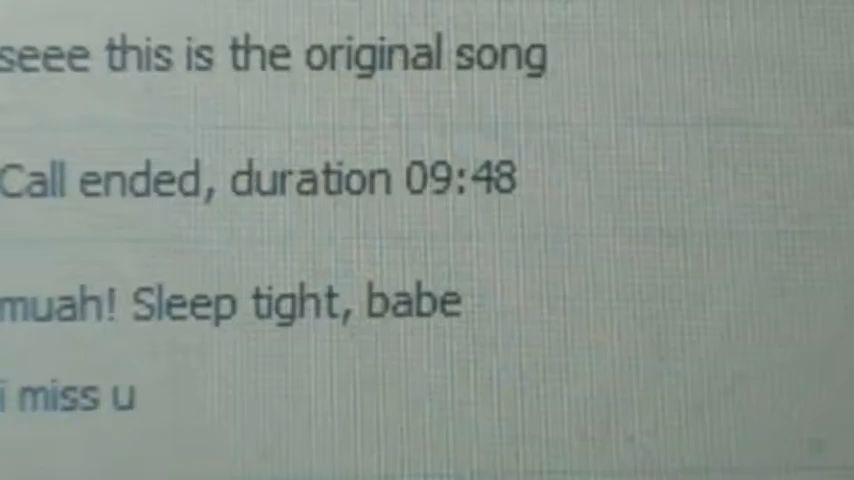 seee this is the original song
Call ended, duration 09:48
muah! Sleep tight, babe
i miss u